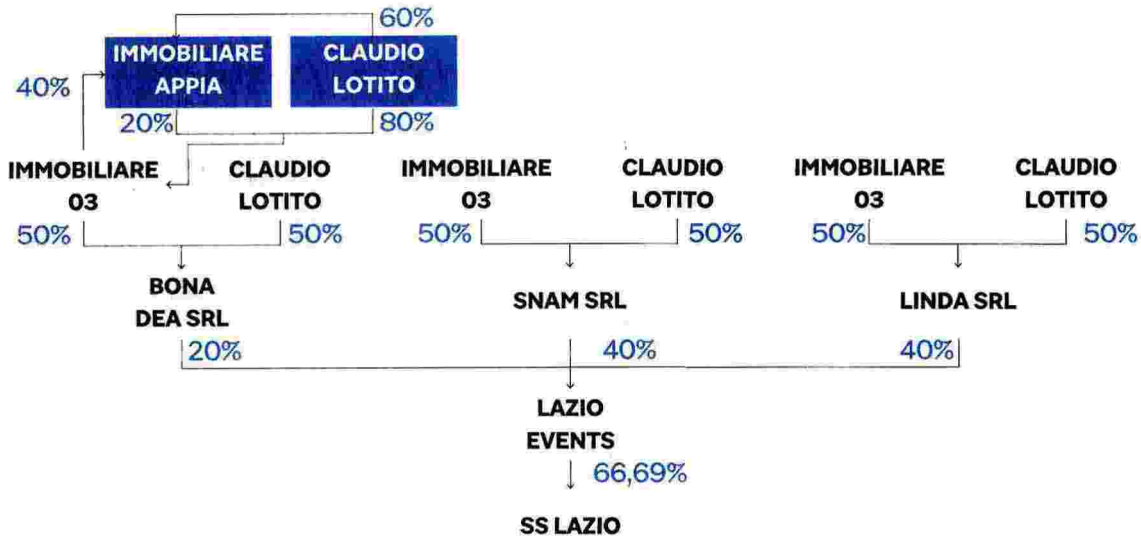 60%
IMMOBILIARE
APPIA
CLAUDIO
LOTITO
40%
20%
80%
IMMOBILIARE
03
CLAUDIO
LOTITO
IMMOBILIARE
03
CLAUDIO
LOTITO
IMMOBILIARE
03
CLAUDIO
LOTITO
50%
50%
50%
50%
50%
50%
BONA
DEA SRL
SNAM SRL
LINDA SRL
20%
40%
40%
LAZIO
EVENTS
66,69%
SS LAZIO